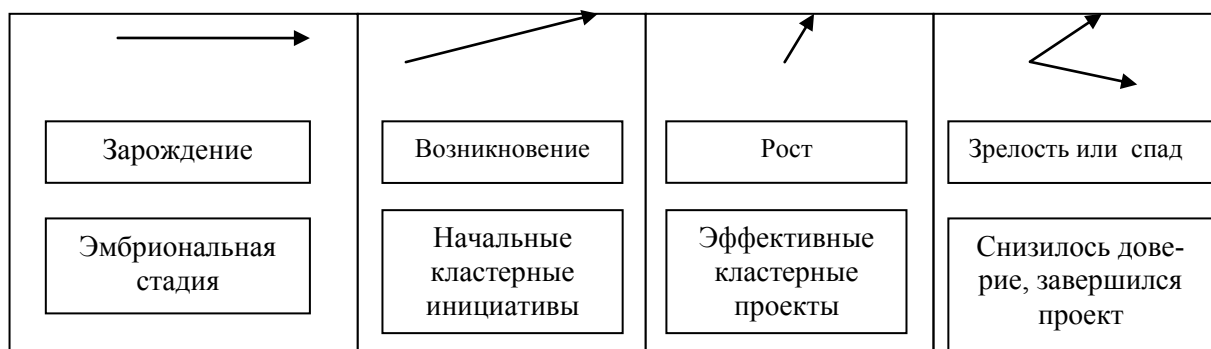 Зарождение
Возникновение
Рост
Зрелость или спад
Эмбриональная
стадия
Начальные
кластерные
инициативы
Эффективные
кластерные
проекты
Снизилось дове-
рие, завершился
проект